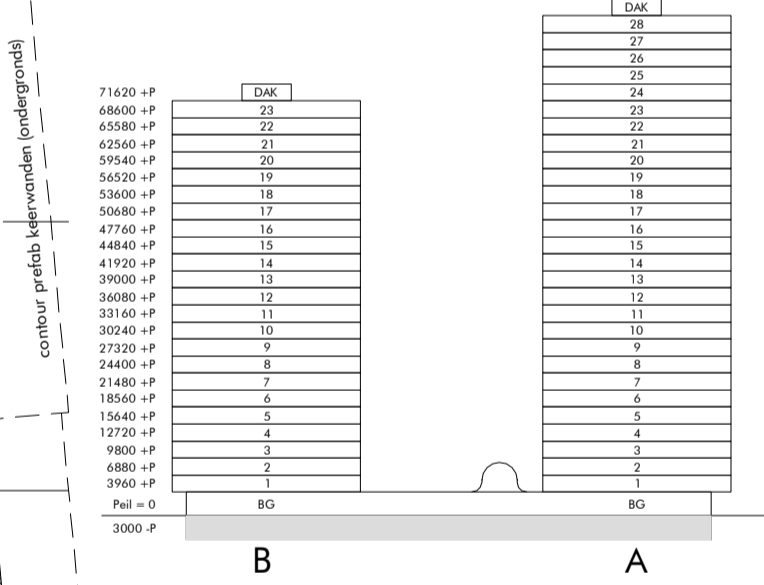 DAK
28
27
26
25
71620 +P DAK 24
68600 +P 23 23
65580 +P 22 22
62560 +P 21 21
59540 +P 20 20
56520 +P 19 19
53600 +P 18 18
50680 +P 17 17
47760 +P 16 16
44840 +P 15 15
41920 +P 14 14
39000 +P 13 13
36080 +P 12 12
33160 +P 11 11
30240 +P 10 10
27320 +P 9 9
24400 +P 8 8
21480 +P 7 7
18560 +P 6 6
15640 +P 5 5
12720 +P 4 4
9800 +P 3 3
6880 +P 2 2
3960 +P 1 1
Peil = 0 BG BG
3000 -P
B A
contour prefab keerwanden (ondergronds)